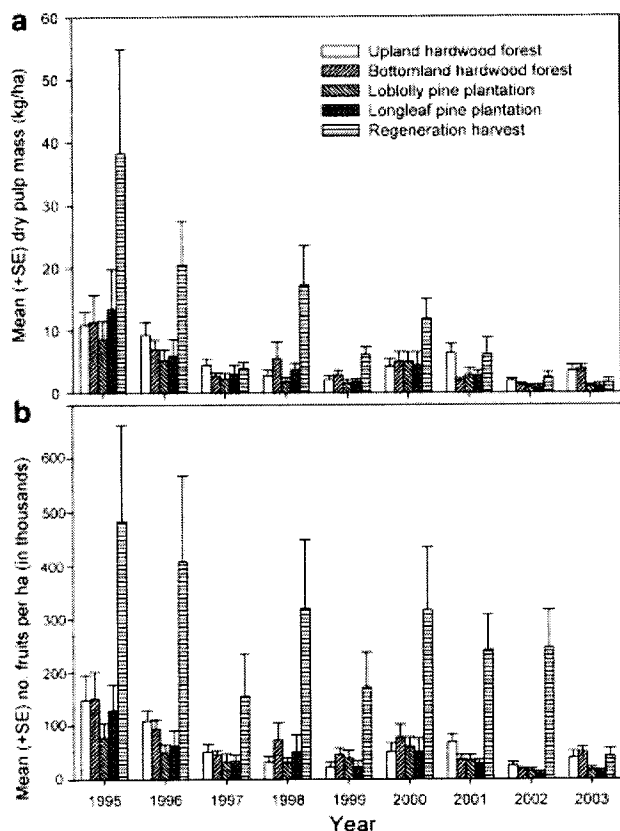 a
60
50
40
30
20
10
0
Mean (+SE) dry pulp mass (kg/ha)
Upland hardwood forest
Bottomland hardwood forest
Loblolly pine plantation
Longleaf pine plantation
Regeneration harvest
b
600
500
400
300
200
100
0
Mean (+SE) no. fruits per ha (in thousands)
1995 1996 1997 1998 1999 2000 2001 2002 2003
Year